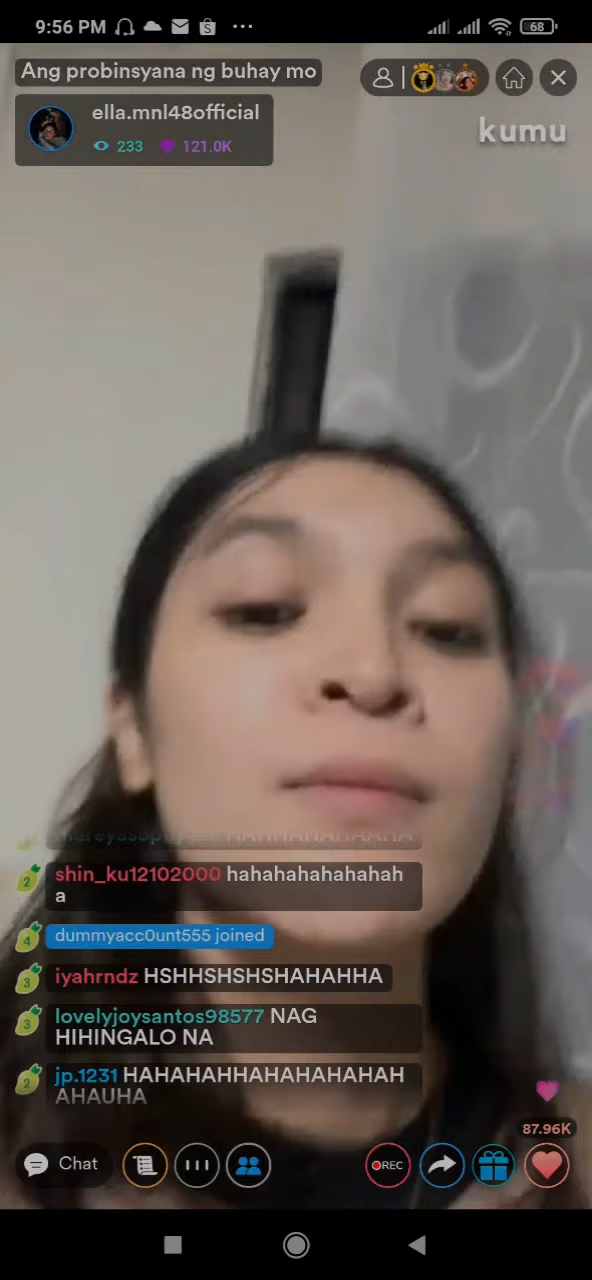 9:56 PM
68
Ang probinsyana ng buhay mo
ella.mnl48official
233 121.0K
kumu
shin_ku12102000 hahahahahahahah
a
dummyacc0unt555 joined
iyahrndz HSHHSHSHSHAHAHHA
lovelyjoysantos98577 NAG
HIHINGALO NA
jp.1231 HAHAHAHHAHAHAHAHAH
AHAUHA
87.96K
Chat
REC